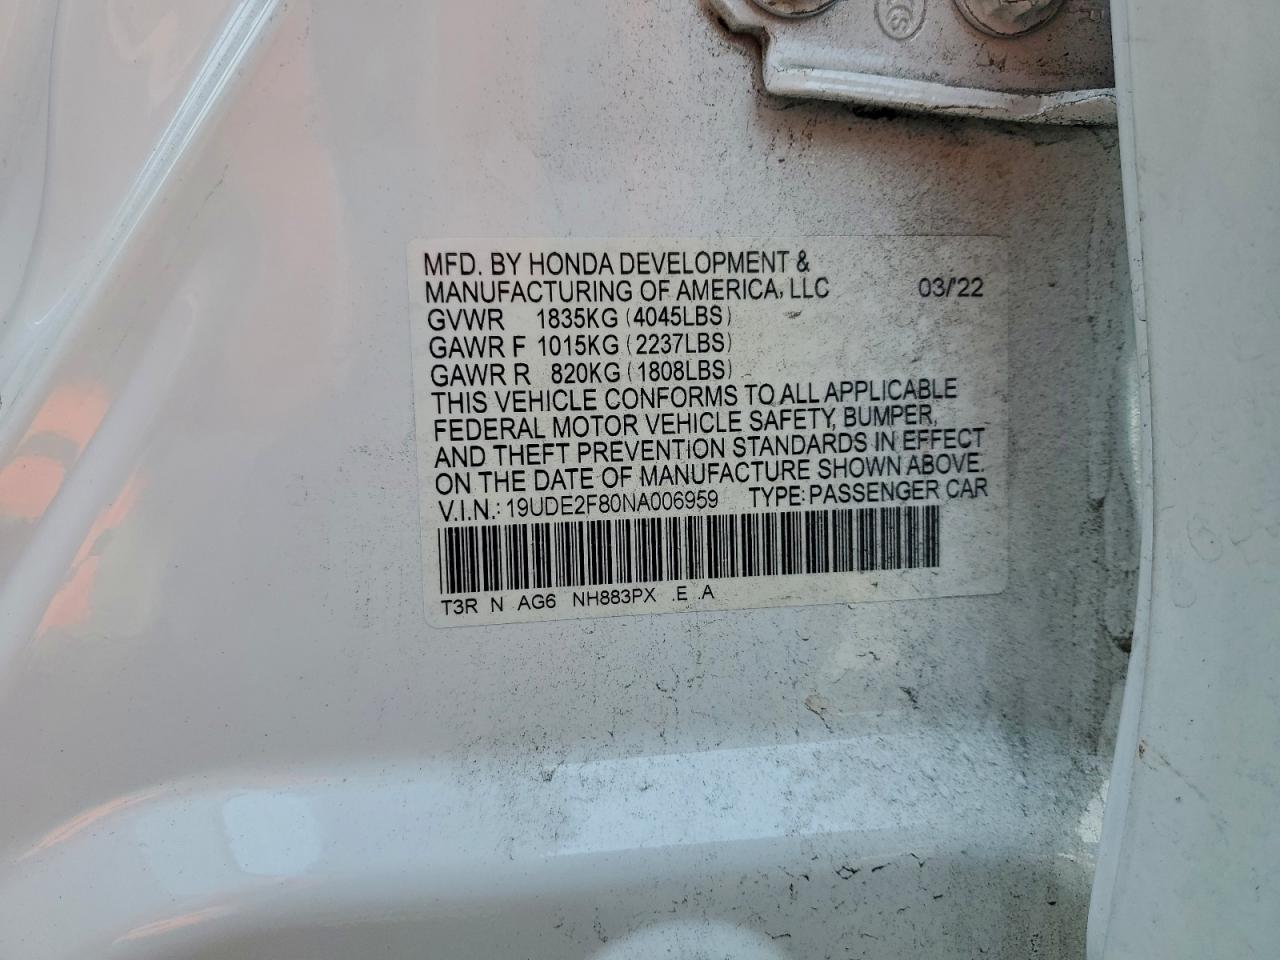 MFD. BY HONDA DEVELOPMENT &
MANUFACTURING OF AMERICA, LLC 03/'22
GVWR 1835KG (4045LBS)
GAWR F 1015KG (2237LBS)
GAWR R 820KG (1808LBS)
THIS VEHICLE CONFORMS TO ALL APPLICABLE
FEDERAL MOTOR VEHICLE SAFETY, BUMPER,
AND THEFT PREVENTION STANDARDS IN EFFECT
ON THE DATE OF MANUFACTURE SHOWN ABOVE.
V.I.N.: 19UDE2F80NA006959 TYPE: PASSENGER CAR
T3R N AG6 NH883PX .E .A